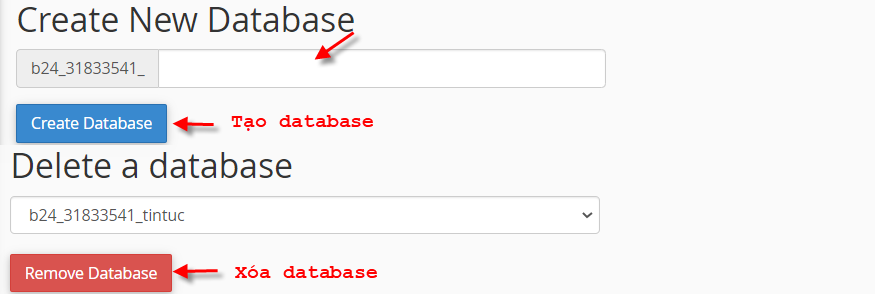 Create New Database
b24_31833541_
Create Database Tạo database
Delete a database
b24_31833541_tintuc
Remove Database Xóa database